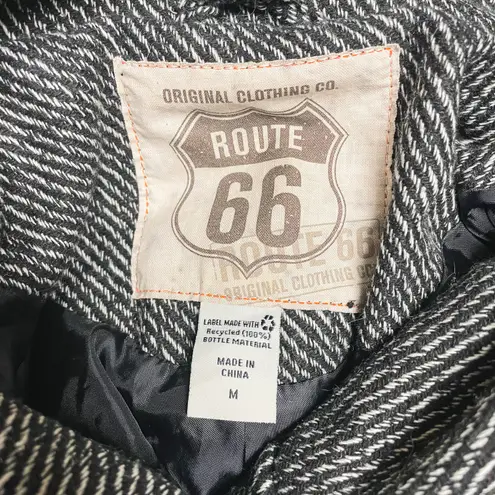 ORIGINAL CLOTHING CO.
ROUTE
66
ROUTE 66
ORIGINAL CLOTHING CO
LABEL MADE WITH
Recycled (100%)
BOTTLE MATERIAL
MADE IN
CHINA
M